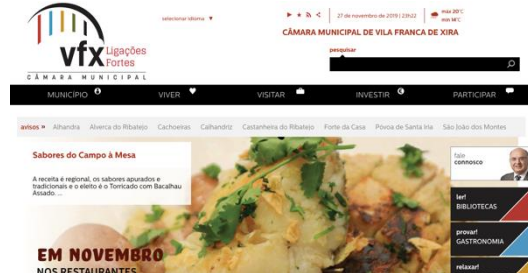 vfx Ligações Fortes
CÂMARA MUNICIPAL
selecionar idioma
27 de novembro de 2019 | 23h22
máx 20°C
min 14°C
CÂMARA MUNICIPAL DE VILA FRANCA DE XIRA
pesquisar
MUNICÍPIO
VIVER
VISITAR
INVESTIR
PARTICIPAR
avisos » Alhandra Alverca do Ribatejo Cachoeiras Calhandriz Castanheira do Ribatejo Forte da Casa Póvoa de Santa Iria São João dos Montes
Sabores do Campo à Mesa
A receita é regional, os sabores apurados e
tradicionais e o eleito é o Torricado com Bacalhau
Assado. ...
EM NOVEMBRO
NOS RESTAURANTES
fale
connosco
ler!
BIBLIOTECAS
provar!
GASTRONOMIA
relaxar!